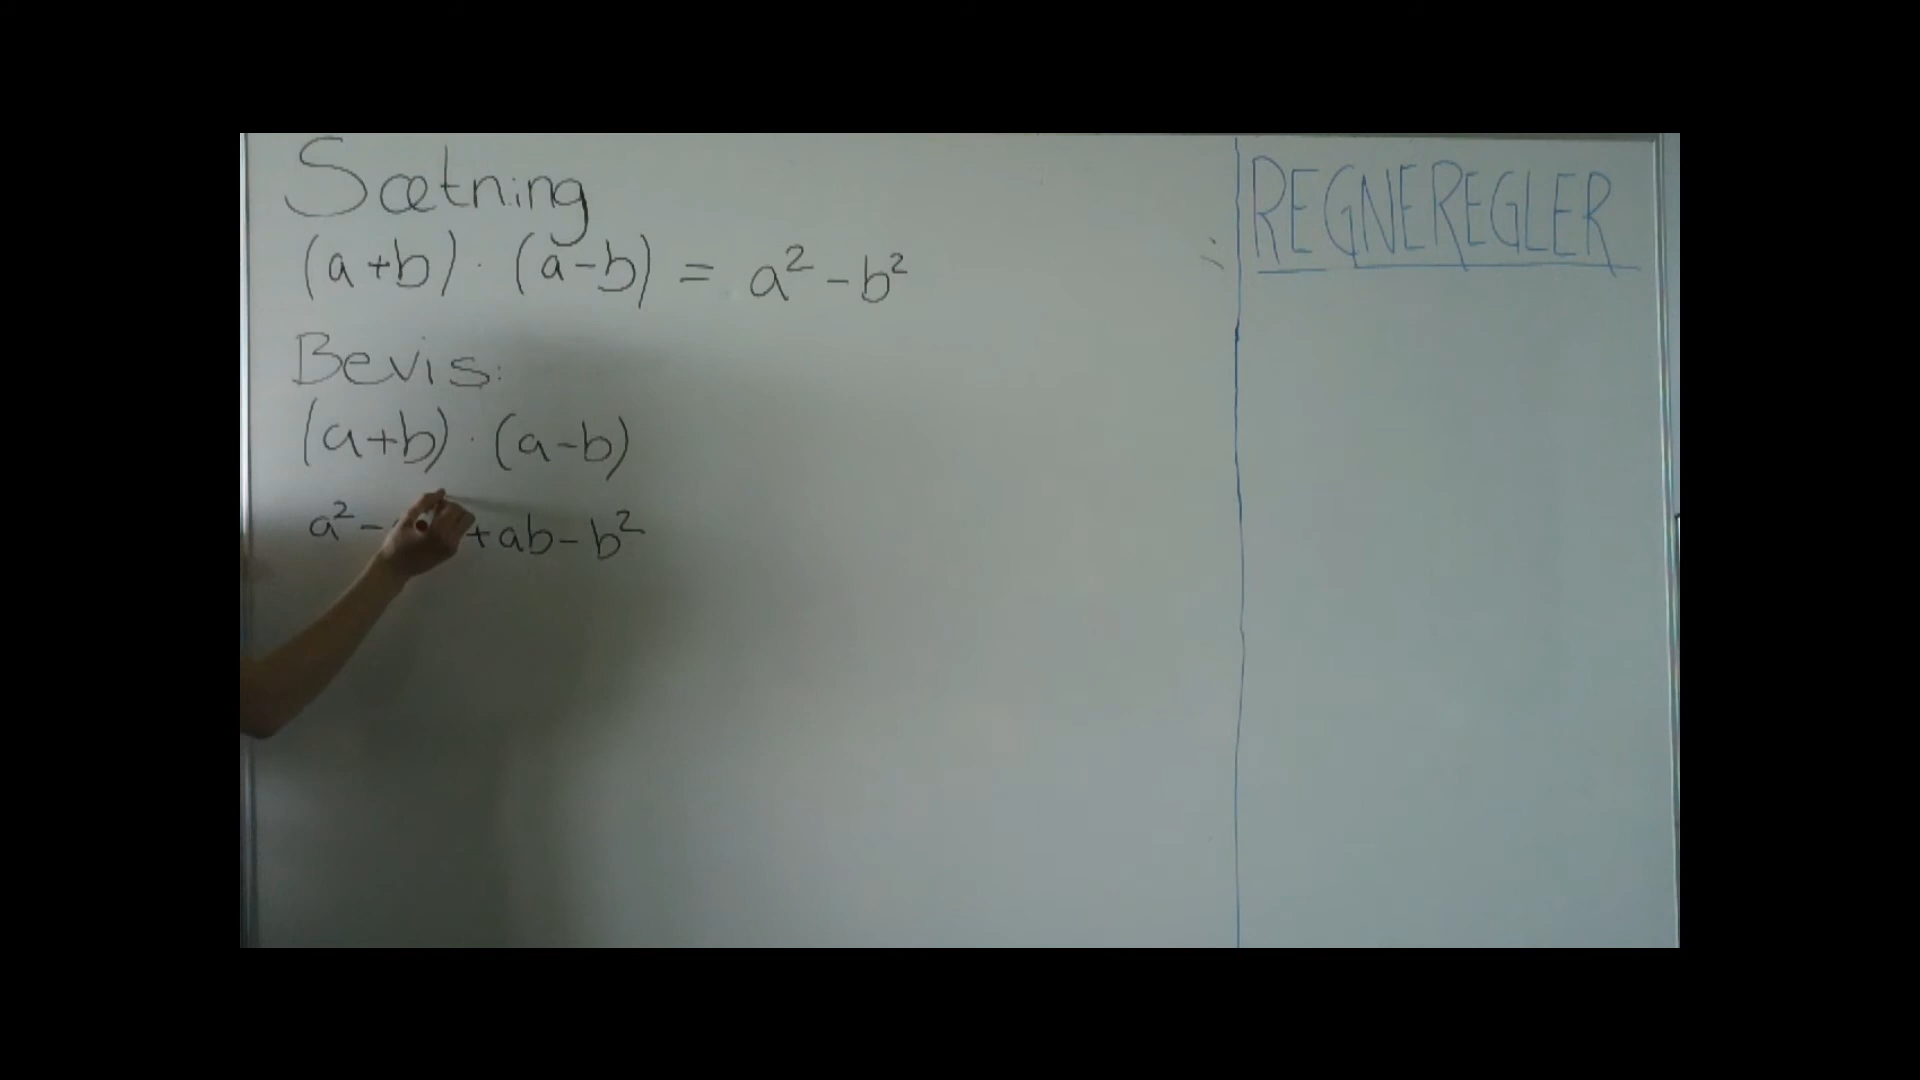 Sætning
(a+b) · (a-b) = a² - b²
Bevis:
(a+b) · (a-b)
a² - +ab - b²
REGNEREGLER